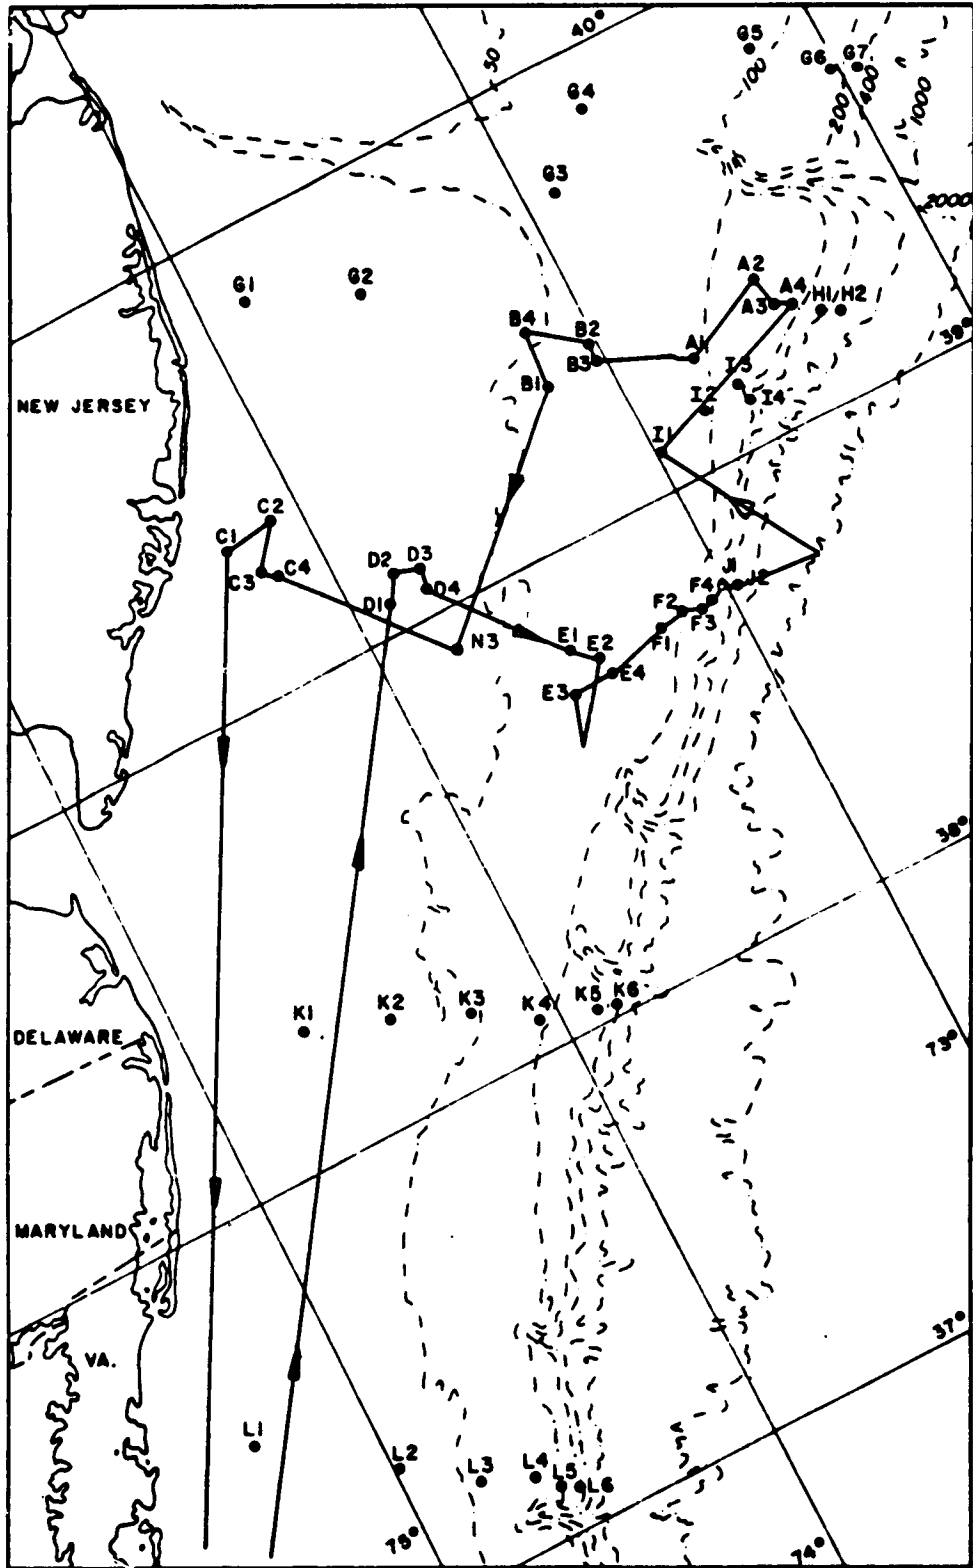 40°
G5
50
100
G6
G7
200
400
1000
G4
G3
2000
A2
G1
G2
A3
A4
H1/H2
39°
B4
B2
B3
A1
B1
I3
NEW JERSEY
I2
I4
I1
C2
C1
C3
C4
D2
D3
D1
D4
J1
J2
F4
F2
F3
F1
N3
E1
E2
E4
E3
38°
K5
K6
K1
K2
K3
K4
DELAWARE
73°
MARYLAND
37°
VA.
L1
L2
L3
L4
L5
L6
75°
74°